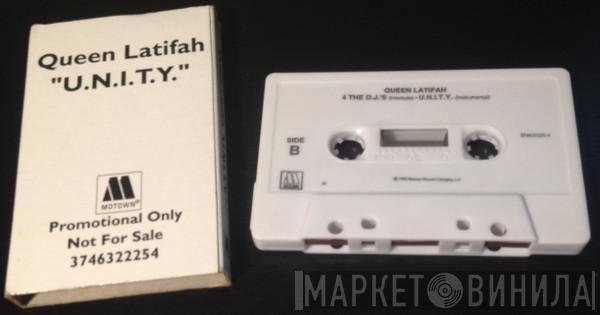 Queen Latifah
"U.N.I.T.Y."
MOTOWN®
Promotional Only
Not For Sale
3746322254
QUEEN LATIFAH
4 THE D.J.'S (Interlude) • U.N.I.T.Y. (Instrumental)
SIDE
B
МАРКЕТ ВИНИЛА